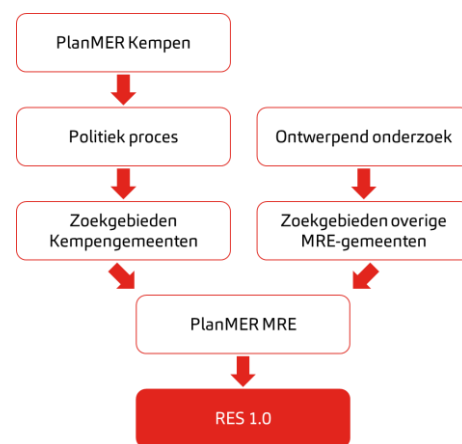 PlanMER Kempen
Politiek proces
Ontwerpend onderzoek
Zoekgebieden
Kempengemeenten
Zoekgebieden overige
MRE-gemeenten
PlanMER MRE
RES 1.0